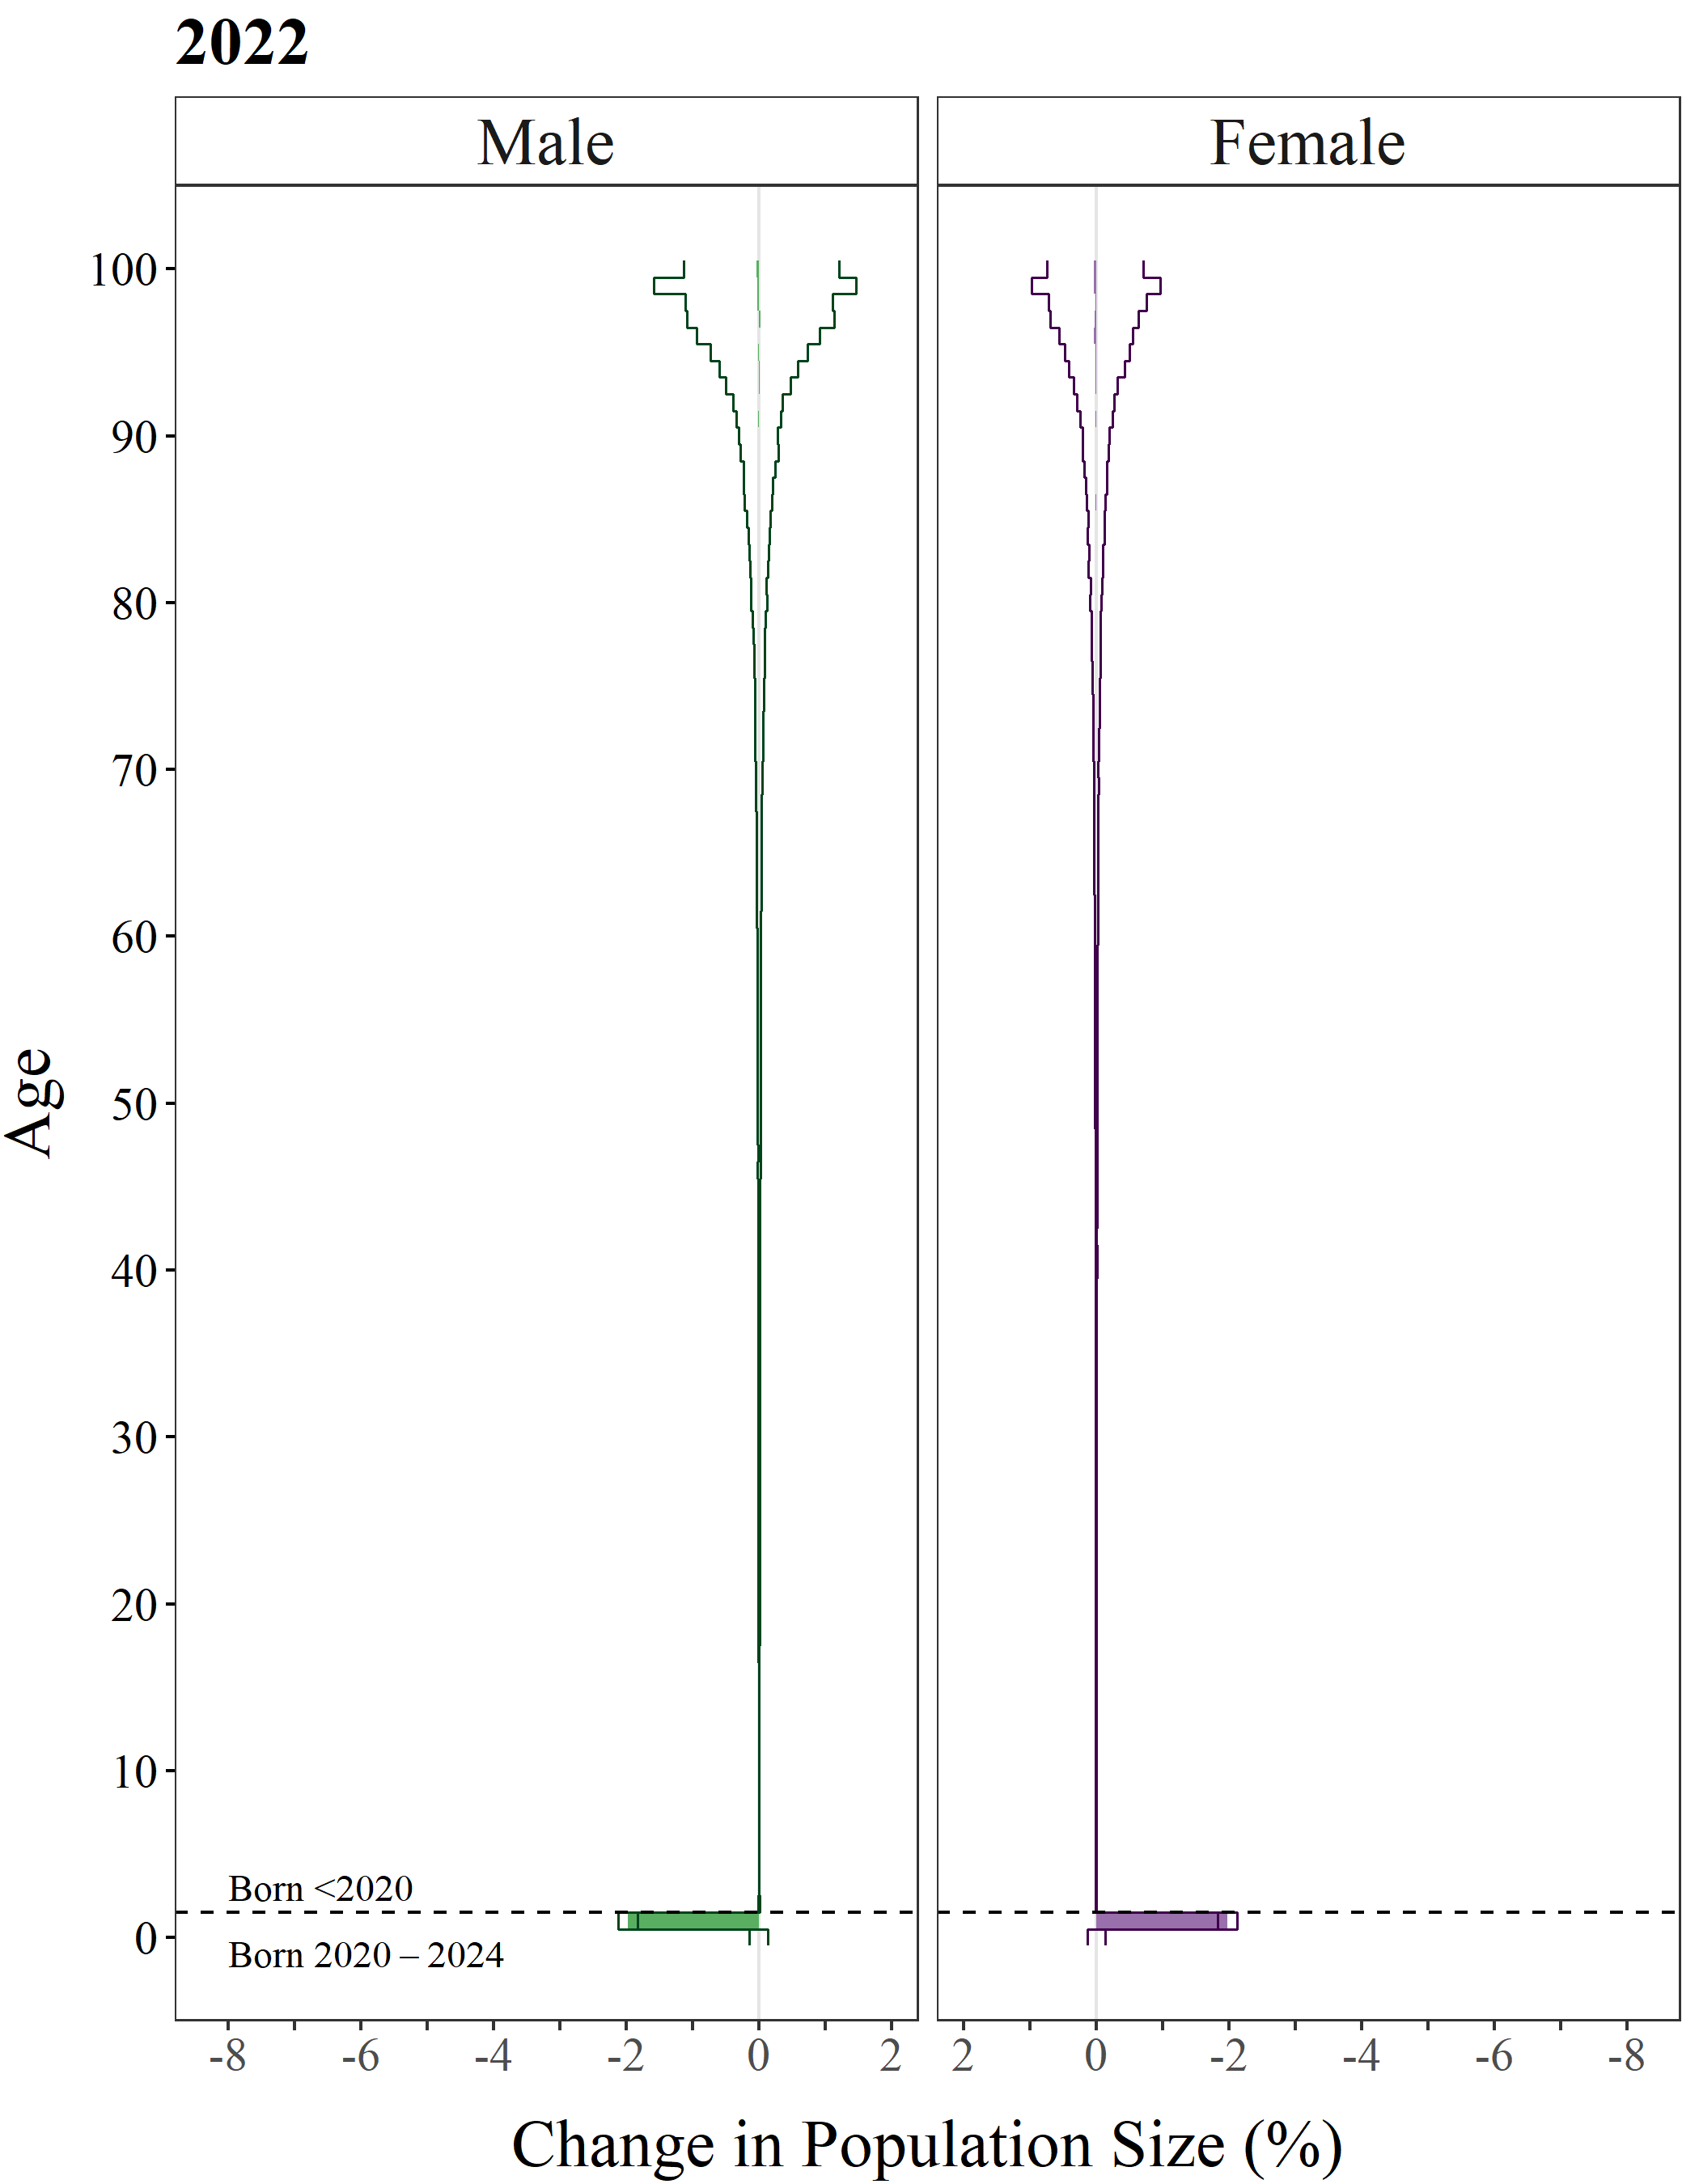 2022
Male
Female
100
90
80
70
60
50
40
30
20
10
0
Age
Born <2020
Born 2020 – 2024
-8 -6 -4 -2 0 2
2 0 -2 -4 -6 -8
Change in Population Size (%)